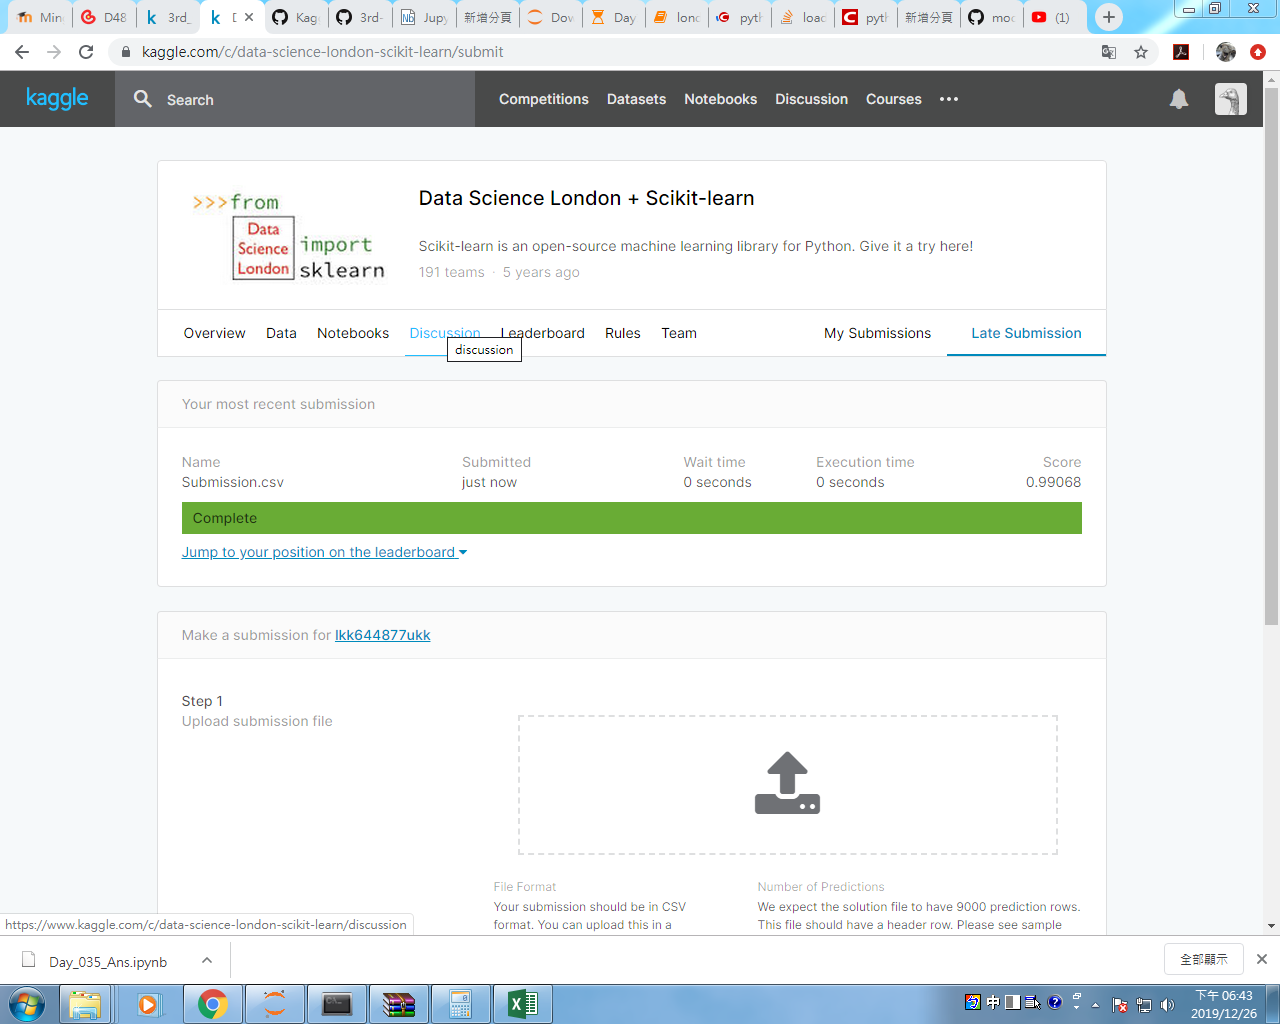 Min
D48
3rd_
D
Kag
3rd-
Jupy
新增分頁
Dow
Day
lond
pyth
load
pyth
新增分頁
moc
(1)
kaggle.com/c/data-science-london-scikit-learn/submit
kaggle
Search
Competitions
Datasets
Notebooks
Discussion
Courses
>>>from
Data
Science
London
import
sklearn
Data Science London + Scikit-learn
Scikit-learn is an open-source machine learning library for Python. Give it a try here!
191 teams · 5 years ago
Overview
Data
Notebooks
Discussion
Leaderboard
Rules
Team
My Submissions
Late Submission
discussion
Your most recent submission
Name
Submitted
Wait time
Execution time
Score
Submission.csv
just now
0 seconds
0 seconds
0.99068
Complete
Jump to your position on the leaderboard
Make a submission for lkk644877ukk
Step 1
Upload submission file
File Format
Your submission should be in CSV
format. You can upload this in a
Number of Predictions
We expect the solution file to have 9000 prediction rows.
This file should have a header row. Please see sample
https://www.kaggle.com/c/data-science-london-scikit-learn/discussion
Day_035_Ans.ipynb
全部顯示
中
下午 06:43
2019/12/26